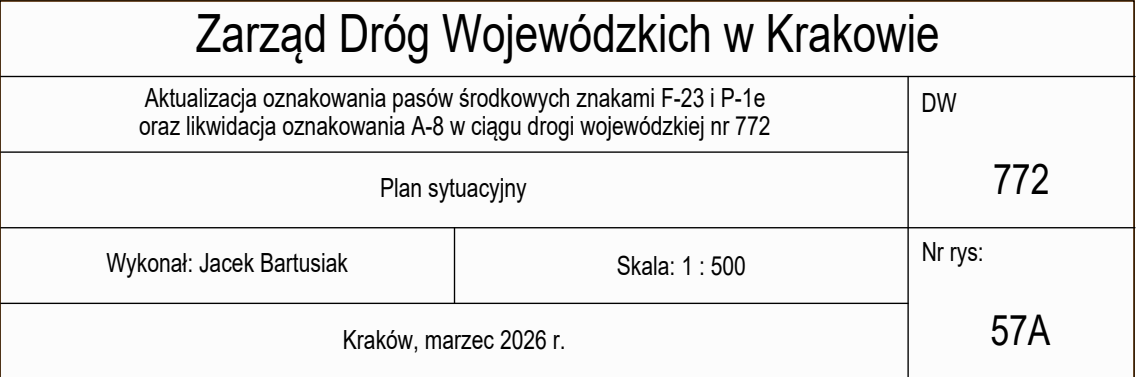 Zarząd Dróg Wojewódzkich w Krakowie
Aktualizacja oznakowania pasów środkowych znakami F-23 i P-1e
oraz likwidacja oznakowania A-8 w ciągu drogi wojewódzkiej nr 772
DW
772
Plan sytuacyjny
Wykonał: Jacek Bartusiak
Skala: 1 : 500
Nr rys:
57A
Kraków, marzec 2026 r.